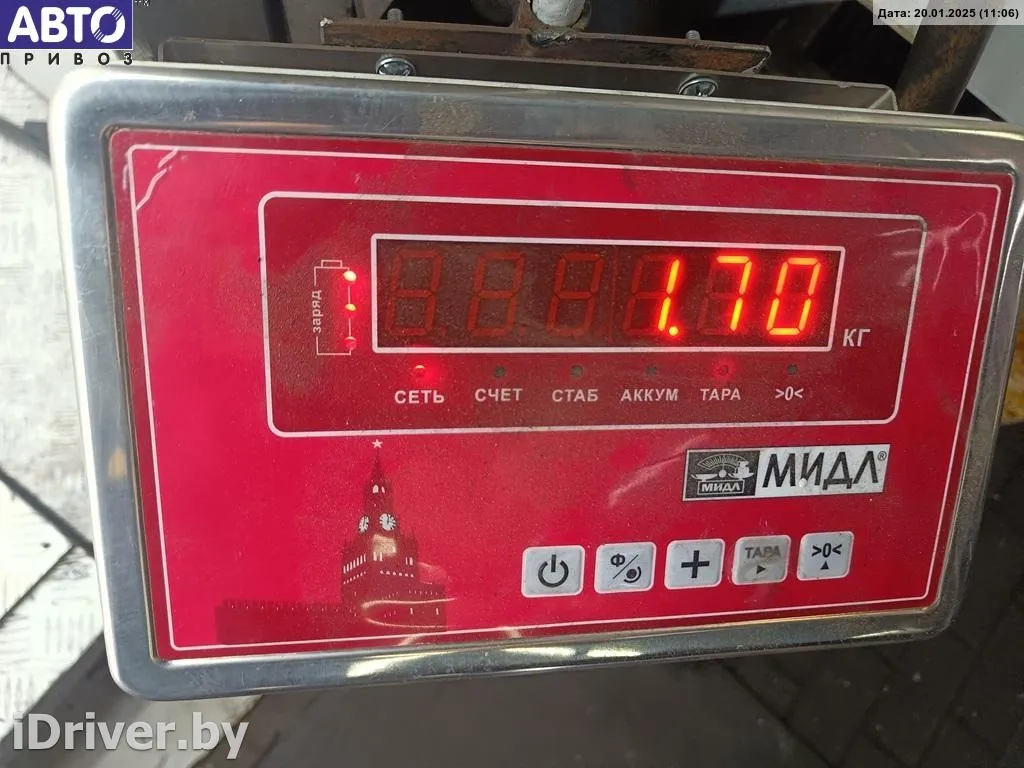 АВТО
ПРИВОЗ
Дата: 20.01.2025 (11:06)
заряд
1.70
КГ
СЕТЬ СЧЕТ СТАБ АККУМ ТАРА >0<
МИДЛ МИДЛ®
Ф + ТАРА >0<
iDriver.by